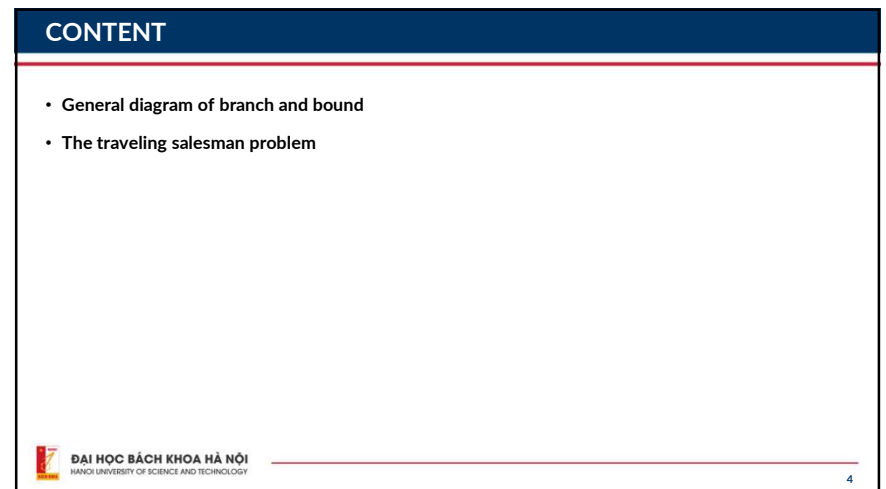 CONTENT
• General diagram of branch and bound
• The traveling salesman problem
ĐẠI HỌC BÁCH KHOA HÀ NỘI
HANOI UNIVERSITY OF SCIENCE AND TECHNOLOGY
4